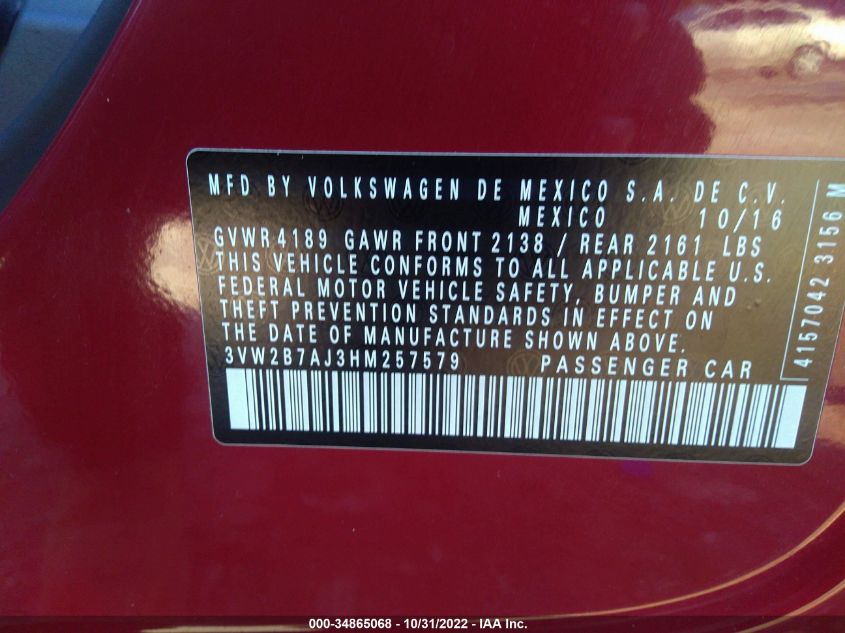 MFD BY VOLKSWAGEN DE MEXICO S.A. DE C.V.
MEXICO 10/16
GVWR 4189 GAWR FRONT 2138 / REAR 2161 LBS
THIS VEHICLE CONFORMS TO ALL APPLICABLE U.S.
FEDERAL MOTOR VEHICLE SAFETY, BUMPER AND
THEFT PREVENTION STANDARDS IN EFFECT ON
THE DATE OF MANUFACTURE SHOWN ABOVE.
3VW2B7AJ3HM257579 PASSENGER CAR
4157042 3156 M
000-34865068 - 10/31/2022 - IAA Inc.